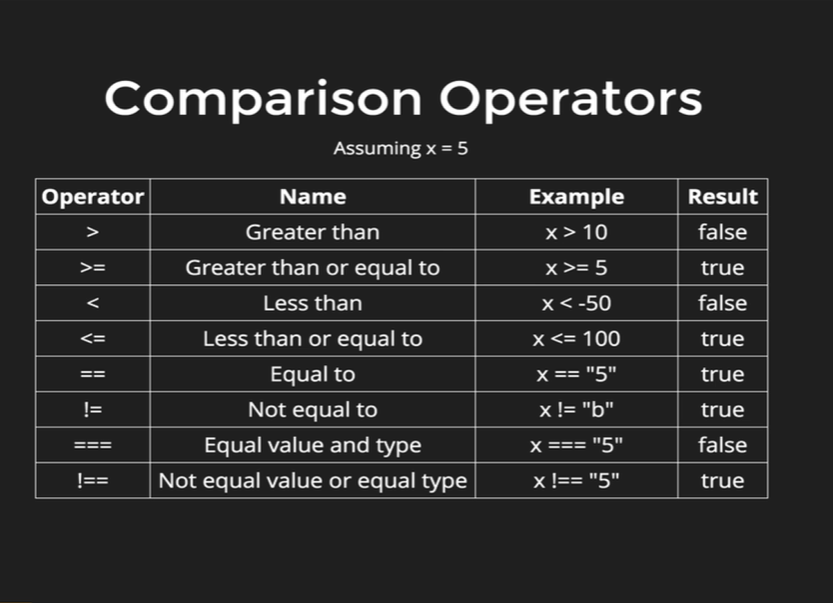 Comparison Operators
Assuming x = 5
Operator Name Example Result
> Greater than x > 10 false
>= Greater than or equal to x >= 5 true
< Less than x < -50 false
<= Less than or equal to x <= 100 true
== Equal to x == "5" true
!= Not equal to x != "b" true
=== Equal value and type x === "5" false
!== Not equal value or equal type x !== "5" true